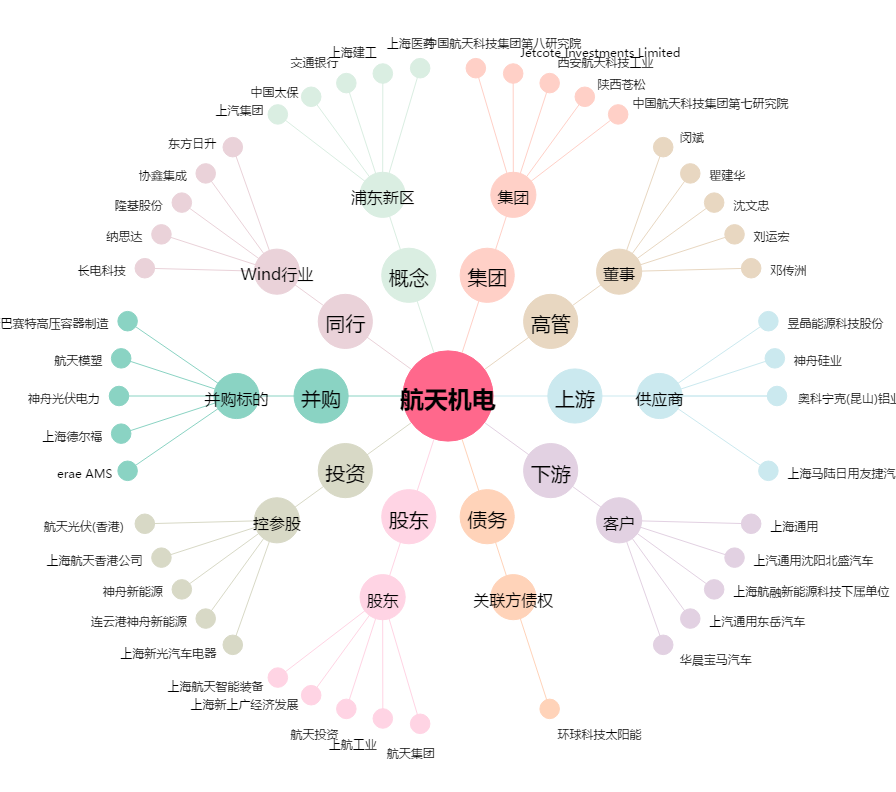 上海医药
中国航天科技集团第八研究院
上海建工
Jetcote Investments Limited
交通银行
西安航天科技工业
中国太保
陕西苍松
上汽集团
中国航天科技集团第七研究院
东方日升
闵斌
协鑫集成
瞿建华
浦东新区
集团
隆基股份
沈文忠
纳思达
刘运宏
长电科技
Wind行业
概念
集团
董事
邓传洲
同行
高管
巴赛特高压容器制造
昱晶能源科技股份
航天模塑
神舟硅业
神舟光伏电力
并购标的
并购
航天机电
上游
供应商
奥科宁克(昆山)铝业
上海德尔福
erae AMS
投资
下游
上海马陆日用友捷汽
航天光伏(香港)
控参股
股东
债务
客户
上海通用
上海航天香港公司
上汽通用沈阳北盛汽车
神舟新能源
股东
关联方债权
上海航融新能源科技下属单位
连云港神舟新能源
上汽通用东岳汽车
上海新光汽车电器
华晨宝马汽车
上海航天智能装备
上海新上广经济发展
航天投资
上航工业
航天集团
环球科技太阳能